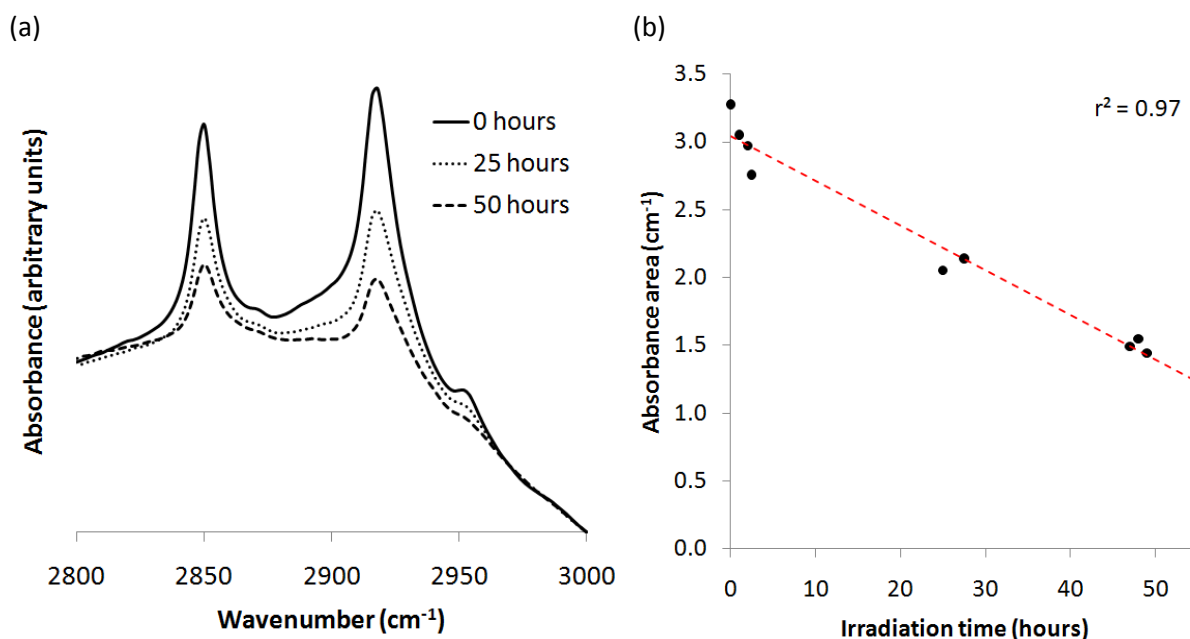 (a)
Absorbance (arbitrary units)
0 hours
25 hours
50 hours
2800 2850 2900 2950 3000
Wavenumber (cm⁻¹)
(b)
Absorbance area (cm⁻¹)
3.5
3.0
2.5
2.0
1.5
1.0
0.5
0.0
r² = 0.97
0 10 20 30 40 50
Irradiation time (hours)